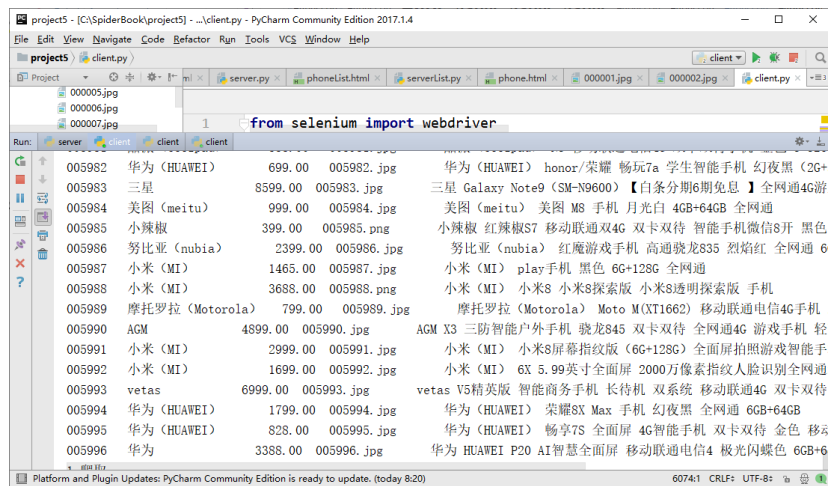 project5 - [C:\SpiderBook\project5] - ...\client.py - PyCharm Community Edition 2017.1.4
File Edit View Navigate Code Refactor Run Tools VCS Window Help
project5 client.py client
Project ml server.py phoneList.html serverList.py phone.html 000001.jpg 000002.jpg client.py
000005.jpg
000006.jpg
000007.jpg 1 from selenium import webdriver
Run: server client client client
005982 华为（HUAWEI） 699.00 005982.jpg 华为（HUAWEI） honor/荣耀 畅玩7a 学生智能手机 幻夜黑（2G+
005983 三星 8599.00 005983.jpg 三星 Galaxy Note9（SM-N9600）【白条分期6期免息 】全网通4G游
005984 美图（meitu） 999.00 005984.jpg 美图（meitu） 美图 M8 手机 月光白 4GB+64GB 全网通
005985 小辣椒 399.00 005985.png 小辣椒 红辣椒S7 移动联通双4G 双卡双待 智能手机微信8开 黑色
005986 努比亚（nubia） 2399.00 005986.jpg 努比亚（nubia） 红魔游戏手机 高通骁龙835 烈焰红 全网通 6
005987 小米（MI） 1465.00 005987.jpg 小米（MI） play手机 黑色 6G+128G 全网通
005988 小米（MI） 3688.00 005988.png 小米（MI） 小米8 小米8探索版 小米8透明探索版 手机
005989 摩托罗拉（Motorola） 799.00 005989.jpg 摩托罗拉（Motorola） Moto M(XT1662) 移动联通电信4G手机
005990 AGM 4899.00 005990.jpg AGM X3 三防智能户外手机 骁龙845 双卡双待 全网通4G 游戏手机 轻
005991 小米（MI） 2999.00 005991.jpg 小米（MI） 小米8屏幕指纹版（6G+128G）全面屏拍照游戏智能手
005992 小米（MI） 1699.00 005992.jpg 小米（MI） 6X 5.99英寸全面屏 2000万像素指纹人脸识别全网通
005993 vetas 6999.00 005993.jpg vetas V5精英版 智能商务手机 长待机 双系统 移动联通4G 双卡双待
005994 华为（HUAWEI） 1799.00 005994.jpg 华为（HUAWEI） 荣耀8X Max 手机 幻夜黑 全网通 6GB+64GB
005995 华为（HUAWEI） 828.00 005995.jpg 华为（HUAWEI） 畅享7S 全面屏 4G智能手机 双卡双待 金色 移动
005996 华为 3388.00 005996.jpg 华为 HUAWEI P20 AI智慧全面屏 移动联通电信4 极光闪蝶色 6GB+6
Platform and Plugin Updates: PyCharm Community Edition is ready to update. (today 8:20) 6074:1 CRLF÷ UTF-8÷ 1